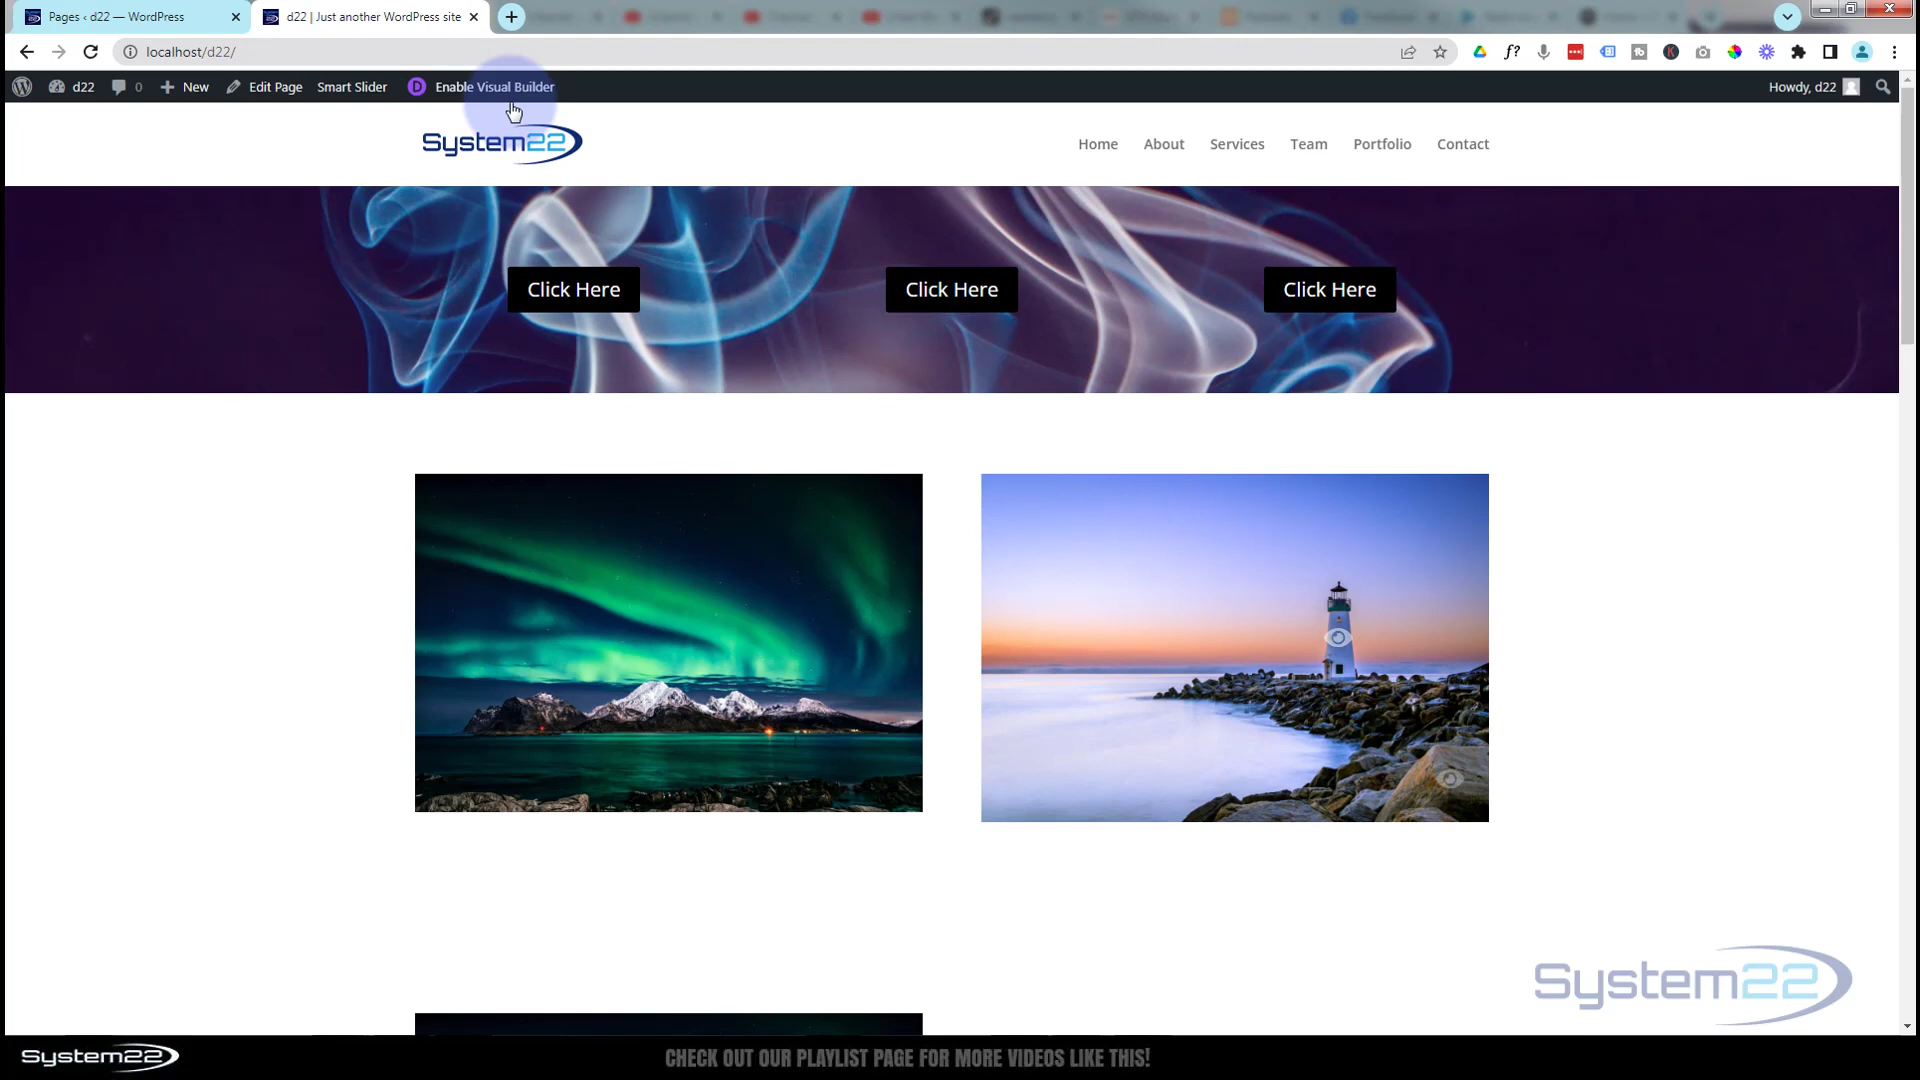 Pages ‹ d22 — WordPress
d22 | Just another WordPress site
localhost/d22/
d22 0 New Edit Page Smart Slider Enable Visual Builder Howdy, d22
System22
Home About Services Team Portfolio Contact
Click Here Click Here Click Here
System22
System22
CHECK OUT OUR PLAYLIST PAGE FOR MORE VIDEOS LIKE THIS!